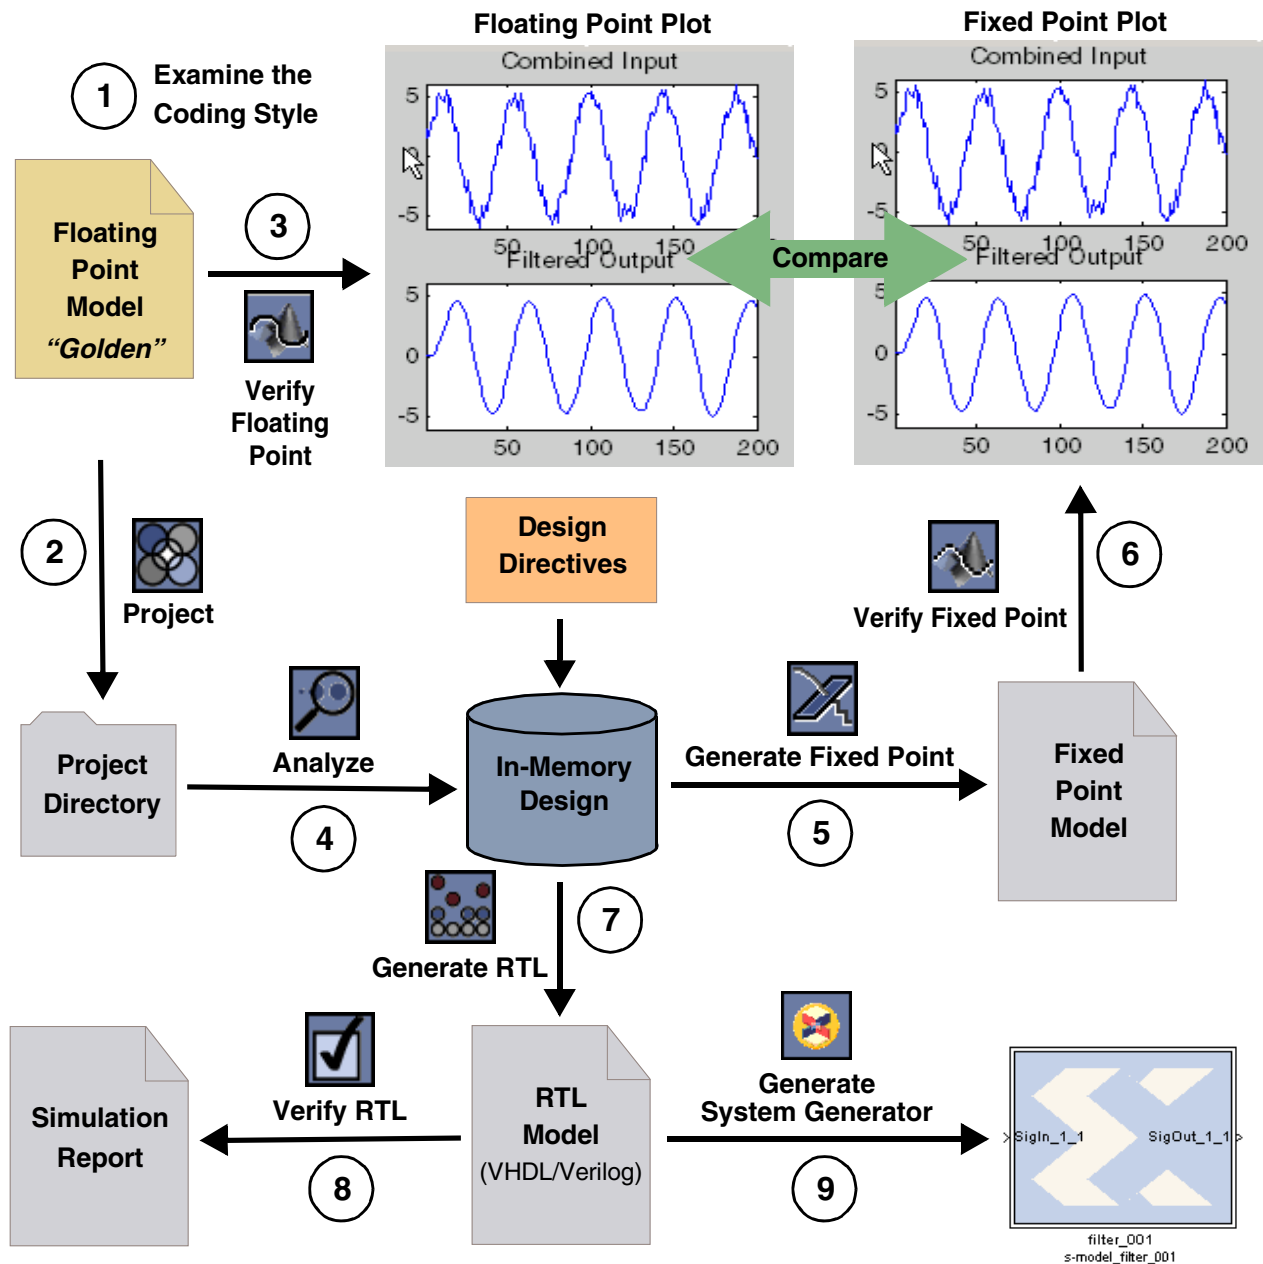 Floating Point Plot
Fixed Point Plot
1
Examine the
Coding Style
Combined Input
5
-5
50 100 150 200
Filtered Output
5
0
-5
50 100 150 200
Combined Input
5
-5
50 100 150 200
Filtered Output
5
0
-5
50 100 150 200
Compare
Floating
Point
Model
“Golden”
3
Verify
Floating
Point
2
Project
Design
Directives
6
Verify Fixed Point
Project
Directory
Analyze
4
In-Memory
Design
Generate Fixed Point
5
Fixed
Point
Model
7
Generate RTL
Simulation
Report
Verify RTL
8
RTL
Model
(VHDL/Verilog)
Generate
System Generator
9
SigIn_1_1
SigOut_1_1
filter_001
s-model_filter_001